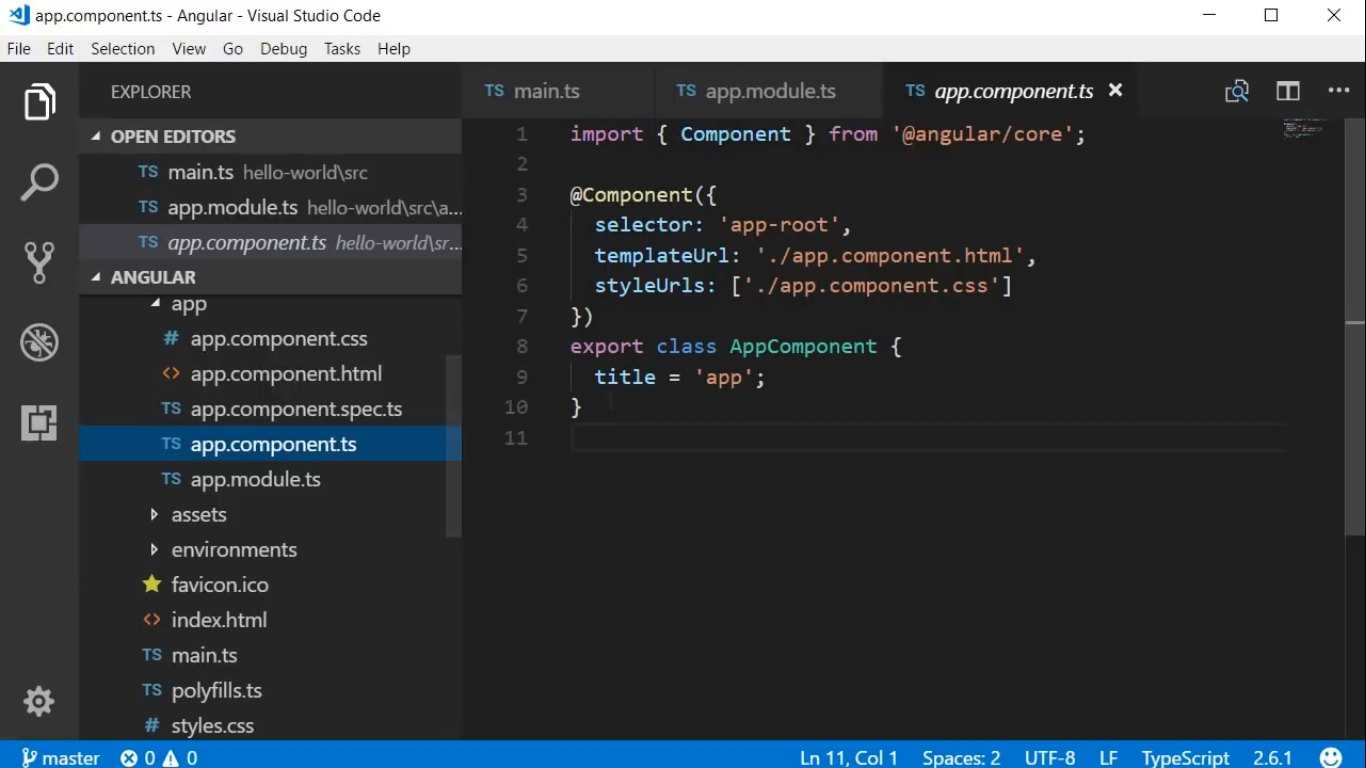 app.component.ts - Angular - Visual Studio Code
File Edit Selection View Go Debug Tasks Help
EXPLORER
OPEN EDITORS
TS main.ts hello-world\src
TS app.module.ts hello-world\src\a...
TS app.component.ts hello-world\sr...
ANGULAR
app
# app.component.css
<> app.component.html
TS app.component.spec.ts
TS app.component.ts
TS app.module.ts
assets
environments
favicon.ico
<> index.html
TS main.ts
TS polyfills.ts
# styles.css
TS main.ts TS app.module.ts TS app.component.ts
1 import { Component } from '@angular/core';
2
3 @Component({
4 selector: 'app-root',
5 templateUrl: './app.component.html',
6 styleUrls: ['./app.component.css']
7 })
8 export class AppComponent {
9 title = 'app';
10 }
11
master 0 0 Ln 11, Col 1 Spaces: 2 UTF-8 LF TypeScript 2.6.1